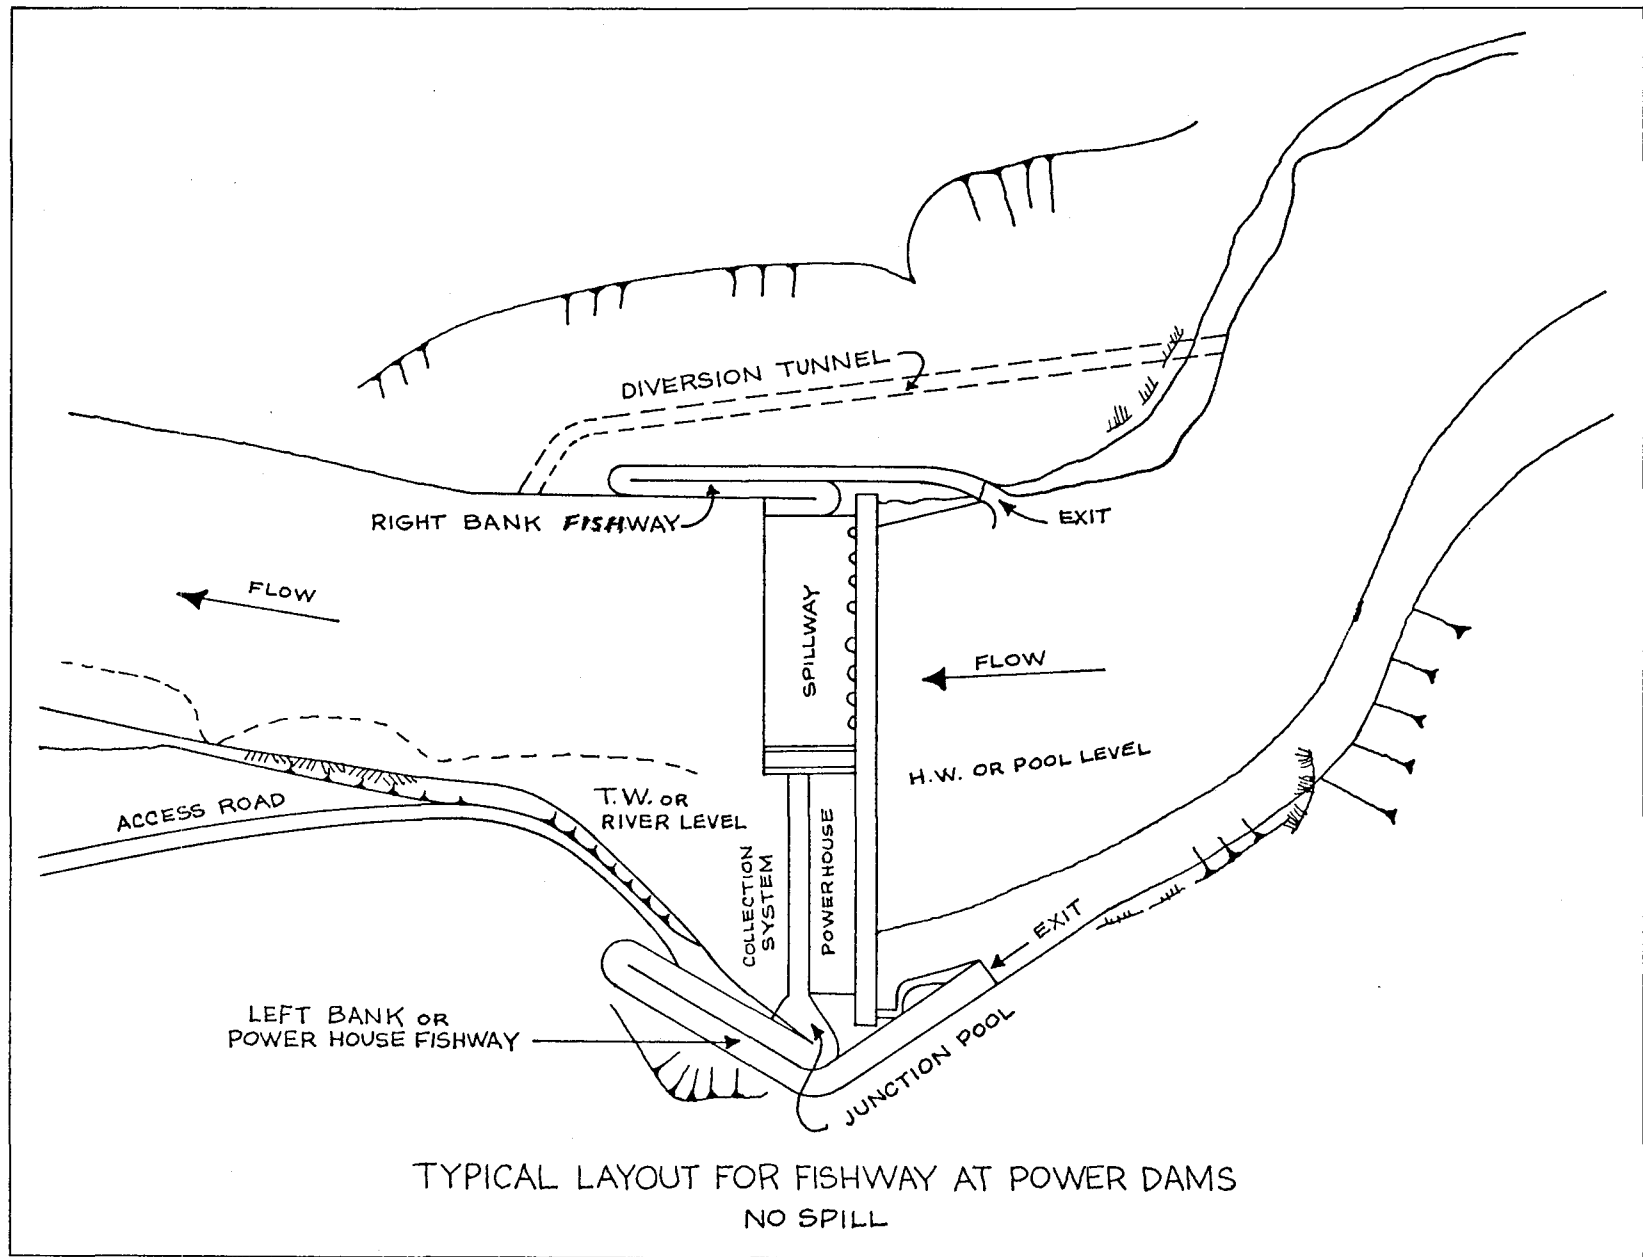 DIVERSION TUNNEL
RIGHT BANK FISHWAY
EXIT
FLOW
SPILLWAY
FLOW
H.W. OR POOL LEVEL
ACCESS ROAD
T.W. OR
RIVER LEVEL
COLLECTION
SYSTEM
POWERHOUSE
EXIT
LEFT BANK OR
POWER HOUSE FISHWAY
JUNCTION POOL
TYPICAL LAYOUT FOR FISHWAY AT POWER DAMS
NO SPILL